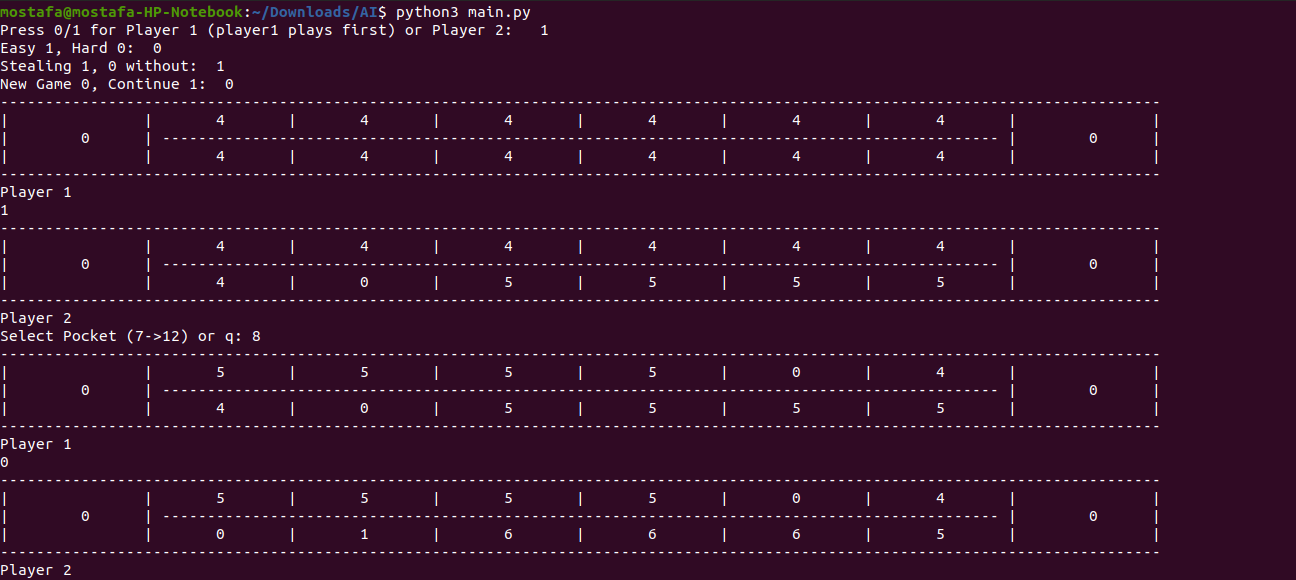 mostafa@mostafa-HP-Notebook:~/Downloads/AI$ python3 main.py
Press 0/1 for Player 1 (player1 plays first) or Player 2:   1
Easy 1, Hard 0:  0
Stealing 1, 0 without:  1
New Game 0, Continue 1:  0
---------------------------------------------------------------------------------------------------------------------------------
|               |       4       |       4       |       4       |       4       |       4       |       4       |               |
|       0       | --------------------------------------------------------------------------------------------- |       0       |
|               |       4       |       4       |       4       |       4       |       4       |       4       |               |
---------------------------------------------------------------------------------------------------------------------------------
Player 1
1
---------------------------------------------------------------------------------------------------------------------------------
|               |       4       |       4       |       4       |       4       |       4       |       4       |               |
|       0       | --------------------------------------------------------------------------------------------- |       0       |
|               |       4       |       0       |       5       |       5       |       5       |       5       |               |
---------------------------------------------------------------------------------------------------------------------------------
Player 2
Select Pocket (7->12) or q: 8
---------------------------------------------------------------------------------------------------------------------------------
|               |       5       |       5       |       5       |       5       |       0       |       4       |               |
|       0       | --------------------------------------------------------------------------------------------- |       0       |
|               |       4       |       0       |       5       |       5       |       5       |       5       |               |
---------------------------------------------------------------------------------------------------------------------------------
Player 1
0
---------------------------------------------------------------------------------------------------------------------------------
|               |       5       |       5       |       5       |       5       |       0       |       4       |               |
|       0       | --------------------------------------------------------------------------------------------- |       0       |
|               |       0       |       1       |       6       |       6       |       6       |       5       |               |
---------------------------------------------------------------------------------------------------------------------------------
Player 2